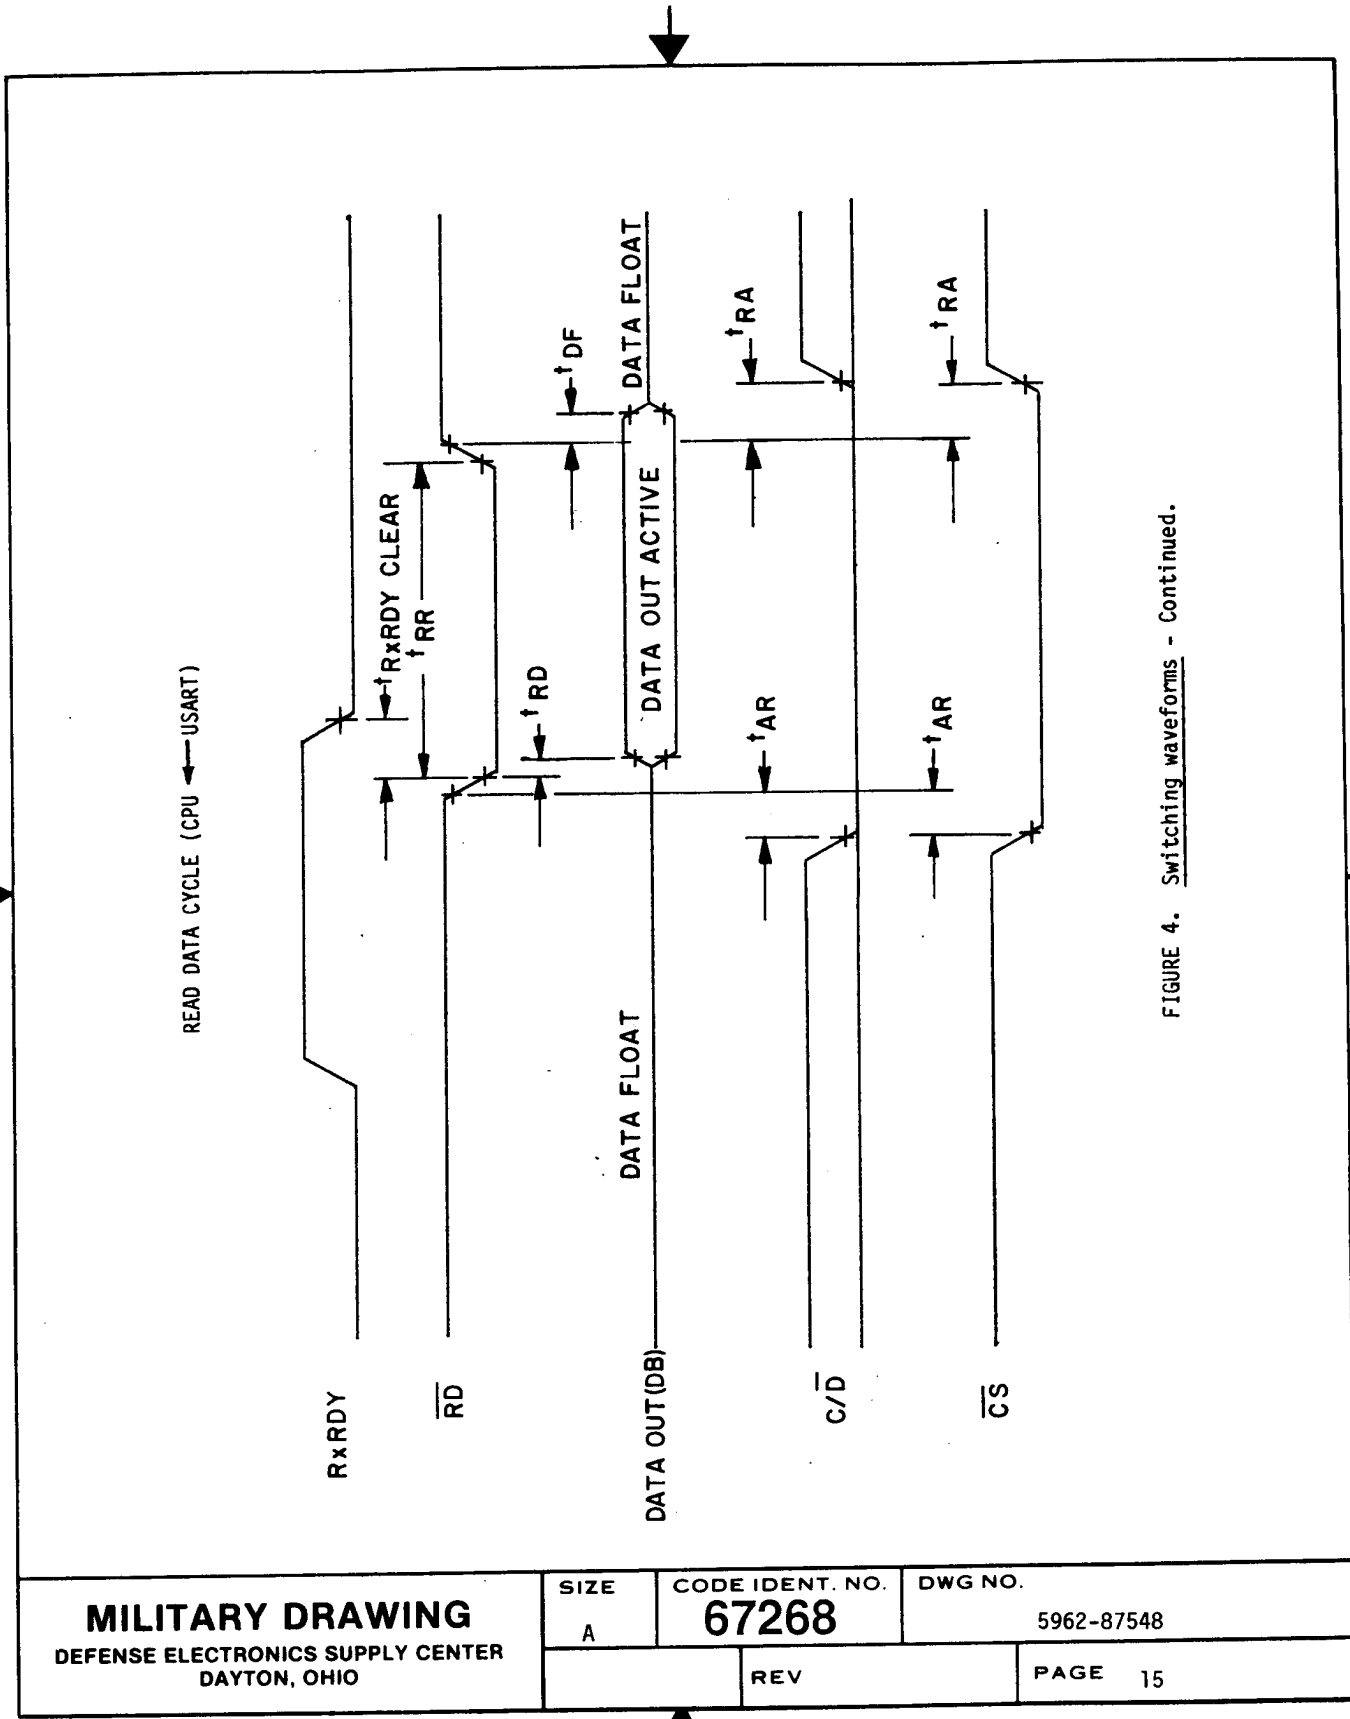 READ DATA CYCLE (CPU ← USART)
RxRDY
tRxRDY CLEAR
R̅D̅
tRR
tRD
tDF
DATA OUT(DB)
DATA FLOAT
DATA OUT ACTIVE
DATA FLOAT
C/D̅
tAR
tRA
C̅S̅
tAR
tRA
FIGURE 4. Switching waveforms - Continued.
MILITARY DRAWING
DEFENSE ELECTRONICS SUPPLY CENTER
DAYTON, OHIO
SIZE
A
CODE IDENT. NO.
67268
DWG NO.
5962-87548
REV
PAGE 15